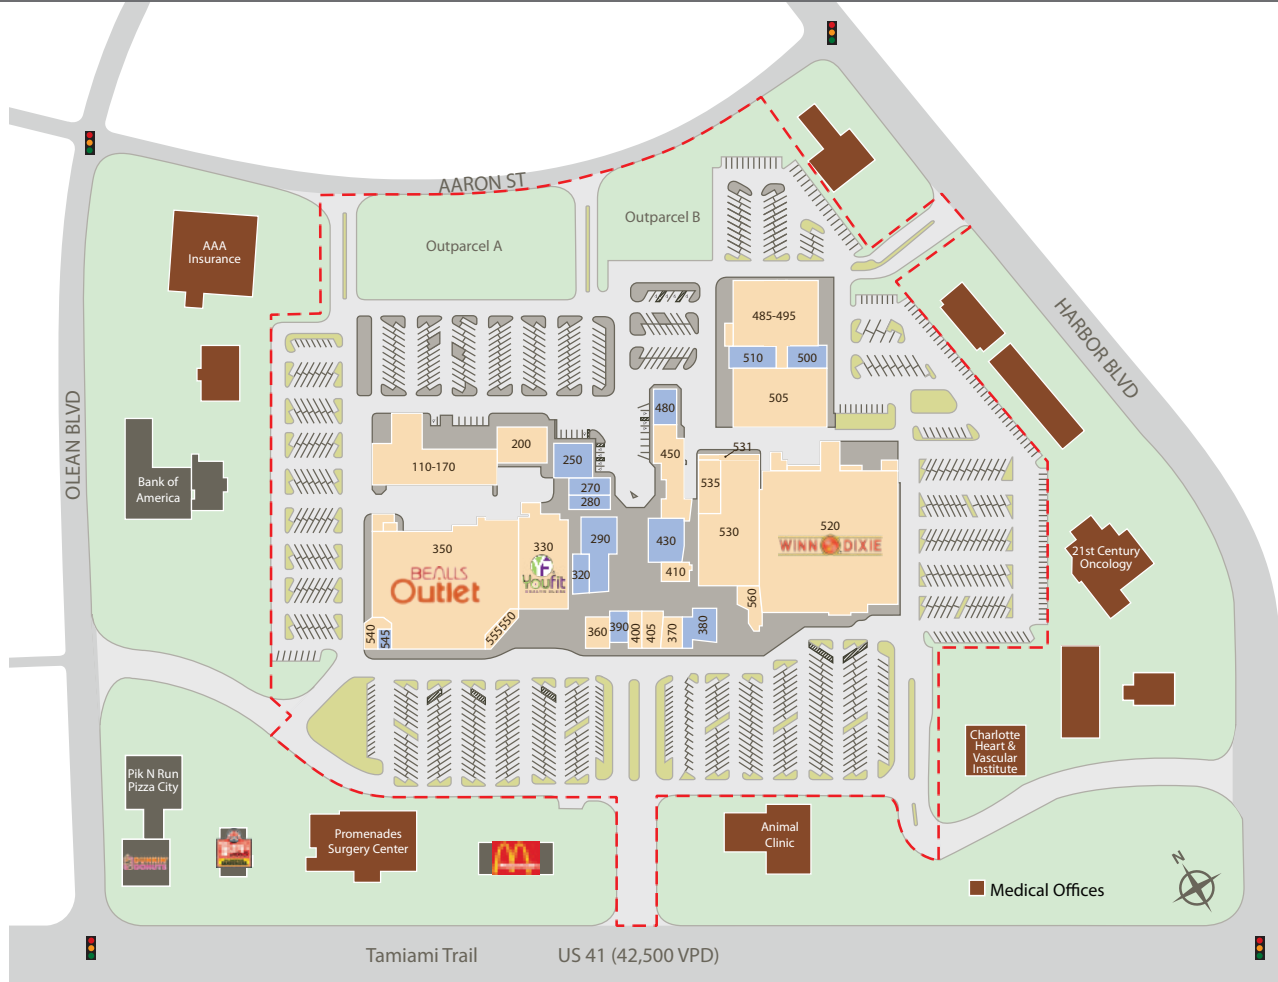 AARON ST
Outparcel B
Outparcel A
AAA
Insurance
HARBOR BLVD
485-495
510
500
505
OLEAN BLVD
480
200
450
531
250
110-170
Bank of
America
270
280
535
290
430
530
520
WINN DIXIE
350
BEALLS
Outlet
330
Youfit
320
410
21st Century
Oncology
560
540
545
555
550
360
390
400
405
370
380
Charlotte
Heart &
Vascular
Institute
Pik N Run
Pizza City
DUNKIN'
DONUTS
Promenades
Surgery Center
Animal
Clinic
N
Medical Offices
Tamiami Trail
US 41 (42,500 VPD)